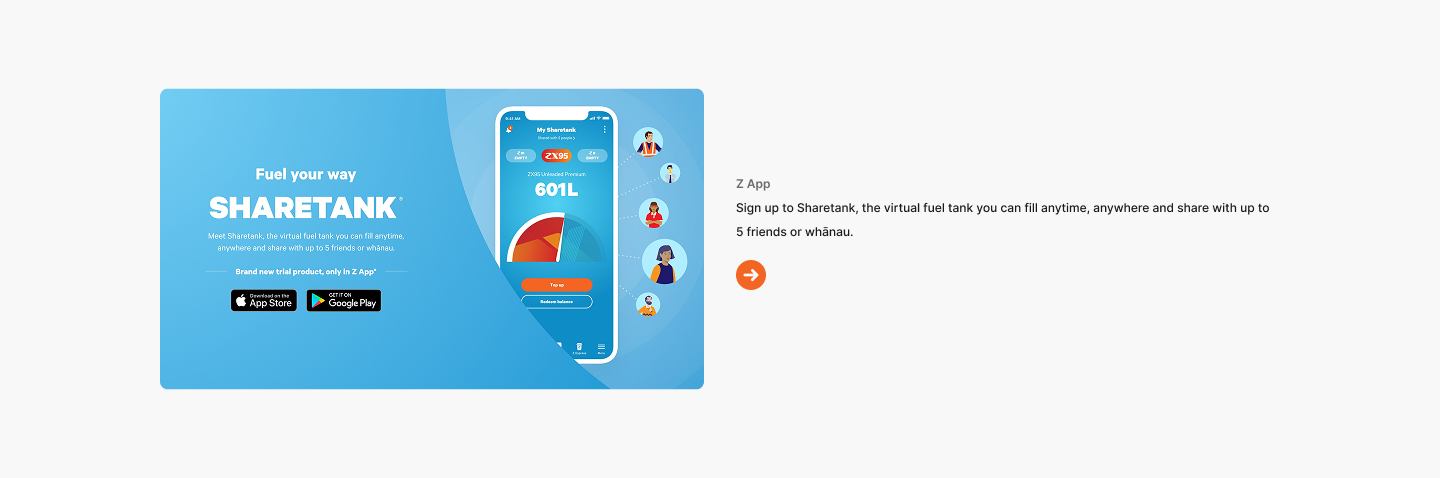 Fuel your way
SHARETANK®
Meet Sharetank, the virtual fuel tank you can fill anytime,
anywhere and share with up to 5 friends or whānau.
Brand new trial product, only in Z App*
Download on the
App Store
GET IT ON
Google Play
9:41 AM
My Sharetank
Shared with 5 people >
EMPTY
ZX95
EMPTY
ZX95 Unleaded Premium
601L
Top up
Redeem balance
Z Express
More
Z App
Sign up to Sharetank, the virtual fuel tank you can fill anytime, anywhere and share with up to
5 friends or whānau.